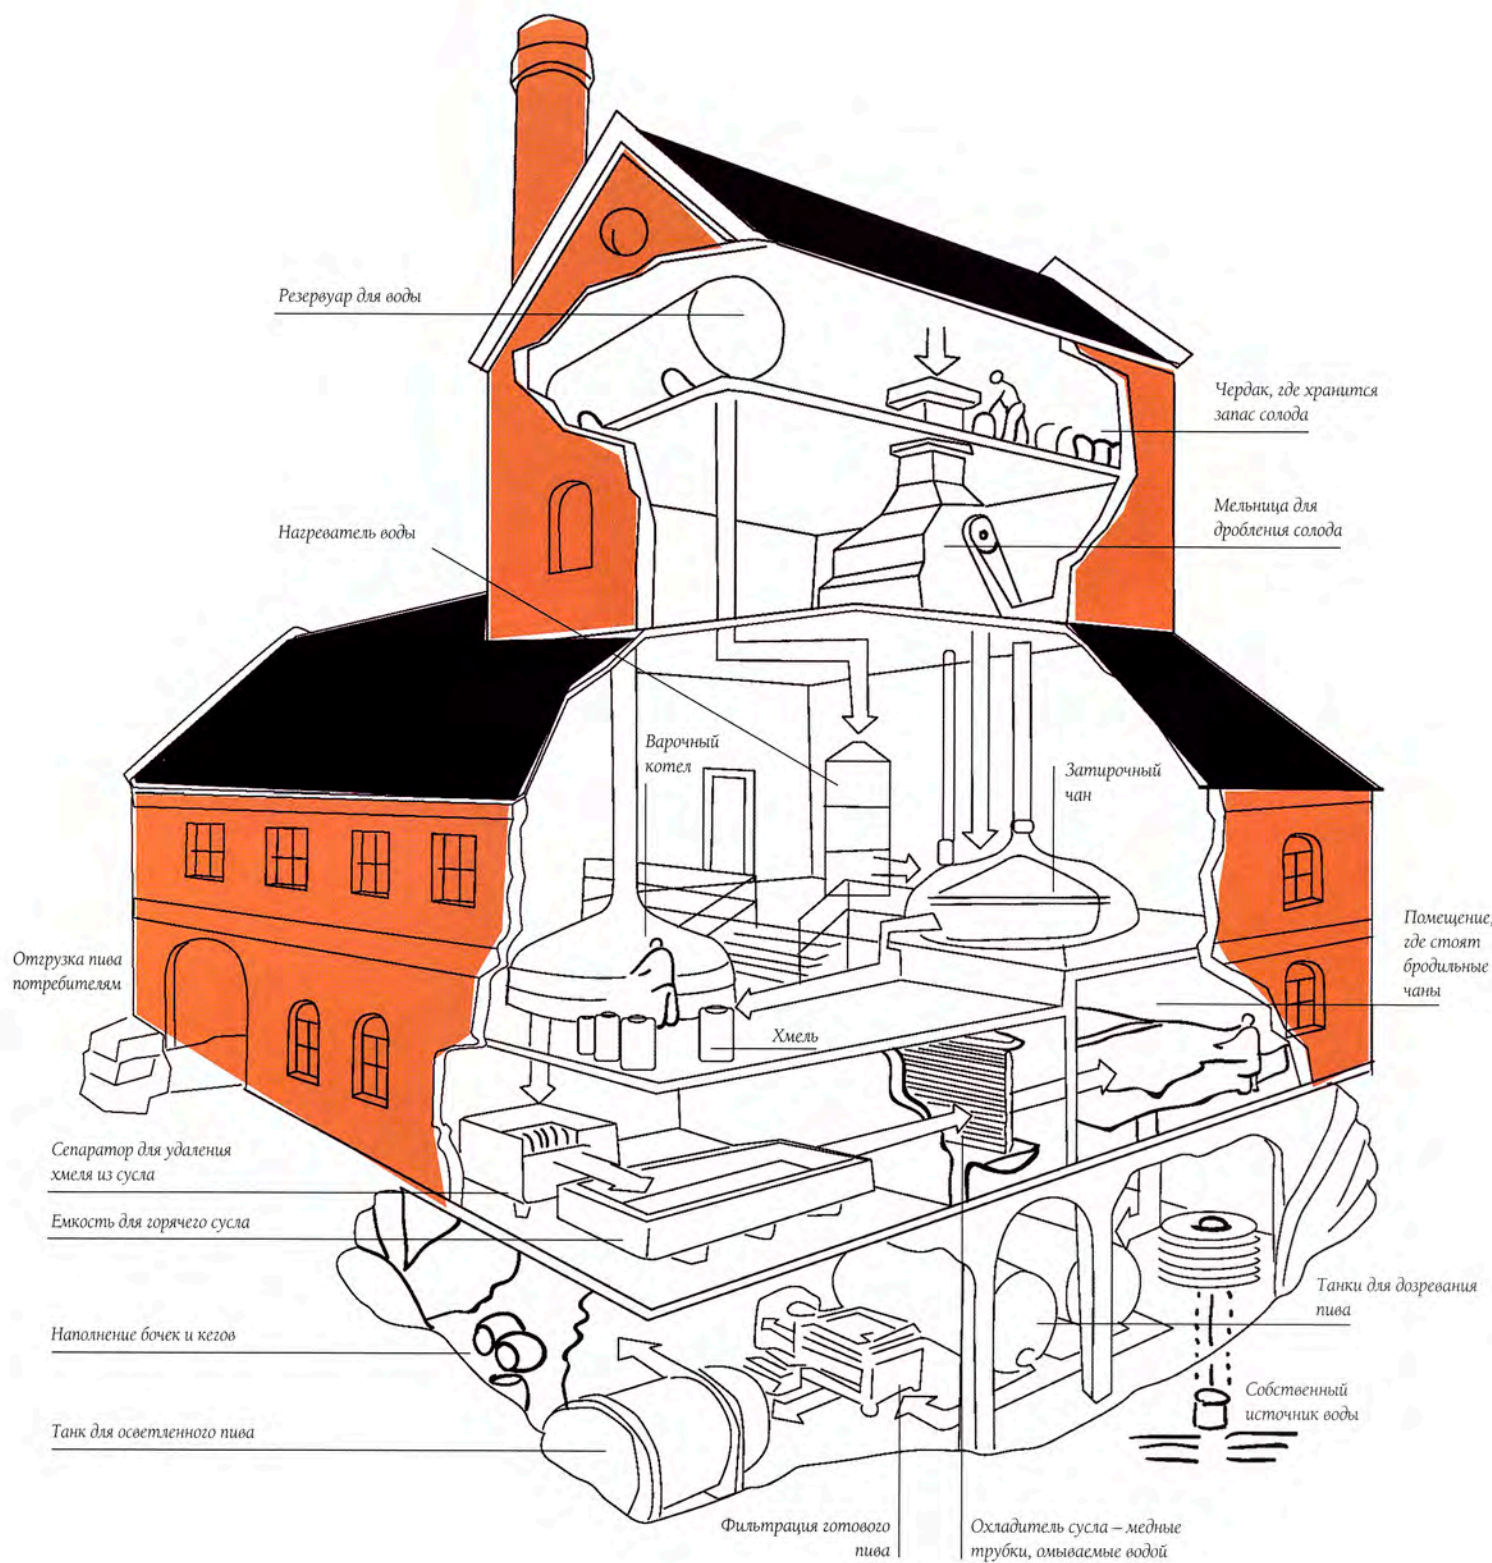 Резервуар для воды
Чердак, где хранится
запас солода
Мельница для
дробления солода
Нагреватель воды
Варочный
котел
Затирочный
чан
Помещение,
где стоят
бродильные
чаны
Отгрузка пива
потребителям
Хмель
Сепаратор для удаления
хмеля из сусла
Емкость для горячего сусла
Танки для дозревания
пива
Наполнение бочек и кегов
Собственный
источник воды
Танк для осветленного пива
Фильтрация готового
пива
Охладитель сусла – медные
трубки, омываемые водой